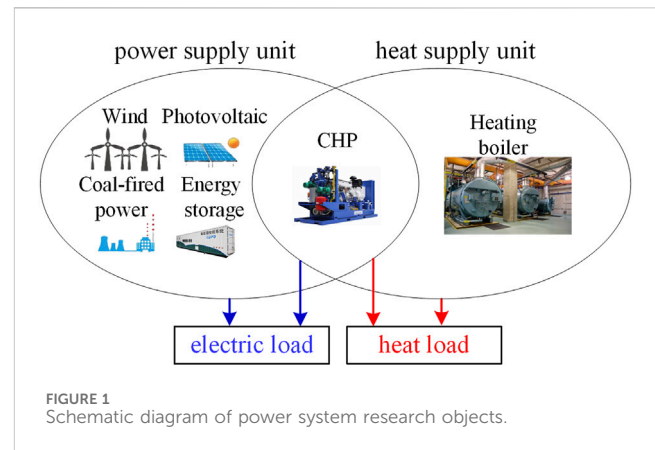 power supply unit
heat supply unit
Wind
Photovoltaic
CHP
Heating
boiler
Coal-fired
power
Energy
storage
electric load
heat load
FIGURE 1
Schematic diagram of power system research objects.